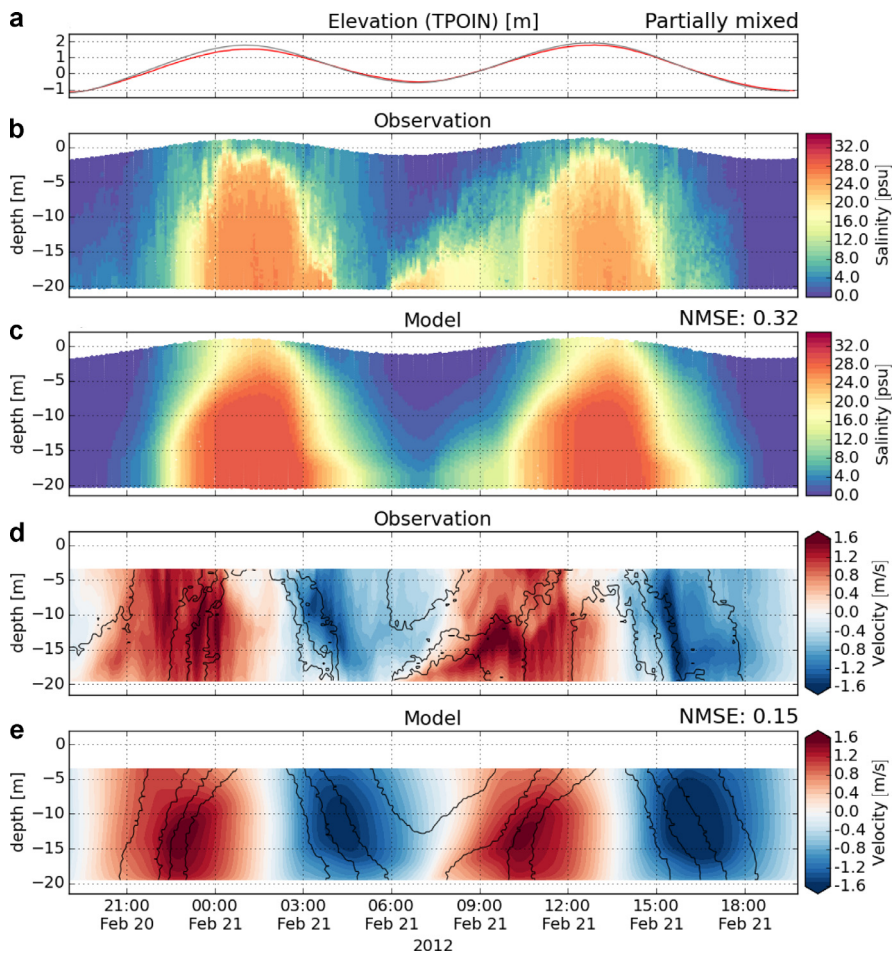 a
Elevation (TPOIN) [m]
Partially mixed
2
1
0
−1
b
Observation
0
−5
−10
−15
−20
depth [m]
32.0
28.0
24.0
20.0
16.0
12.0
8.0
4.0
0.0
Salinity [psu]
c
Model
NMSE: 0.32
0
−5
−10
−15
−20
depth [m]
32.0
28.0
24.0
20.0
16.0
12.0
8.0
4.0
0.0
Salinity [psu]
d
Observation
0
−5
−10
−15
−20
depth [m]
1.6
1.2
0.8
0.4
0.0
-0.4
-0.8
-1.2
-1.6
Velocity [m/s]
e
Model
NMSE: 0.15
0
−5
−10
−15
−20
depth [m]
1.6
1.2
0.8
0.4
0.0
-0.4
-0.8
-1.2
-1.6
Velocity [m/s]
21:00 00:00 03:00 06:00 09:00 12:00 15:00 18:00
Feb 20 Feb 21 Feb 21 Feb 21 Feb 21 Feb 21 Feb 21 Feb 21
2012